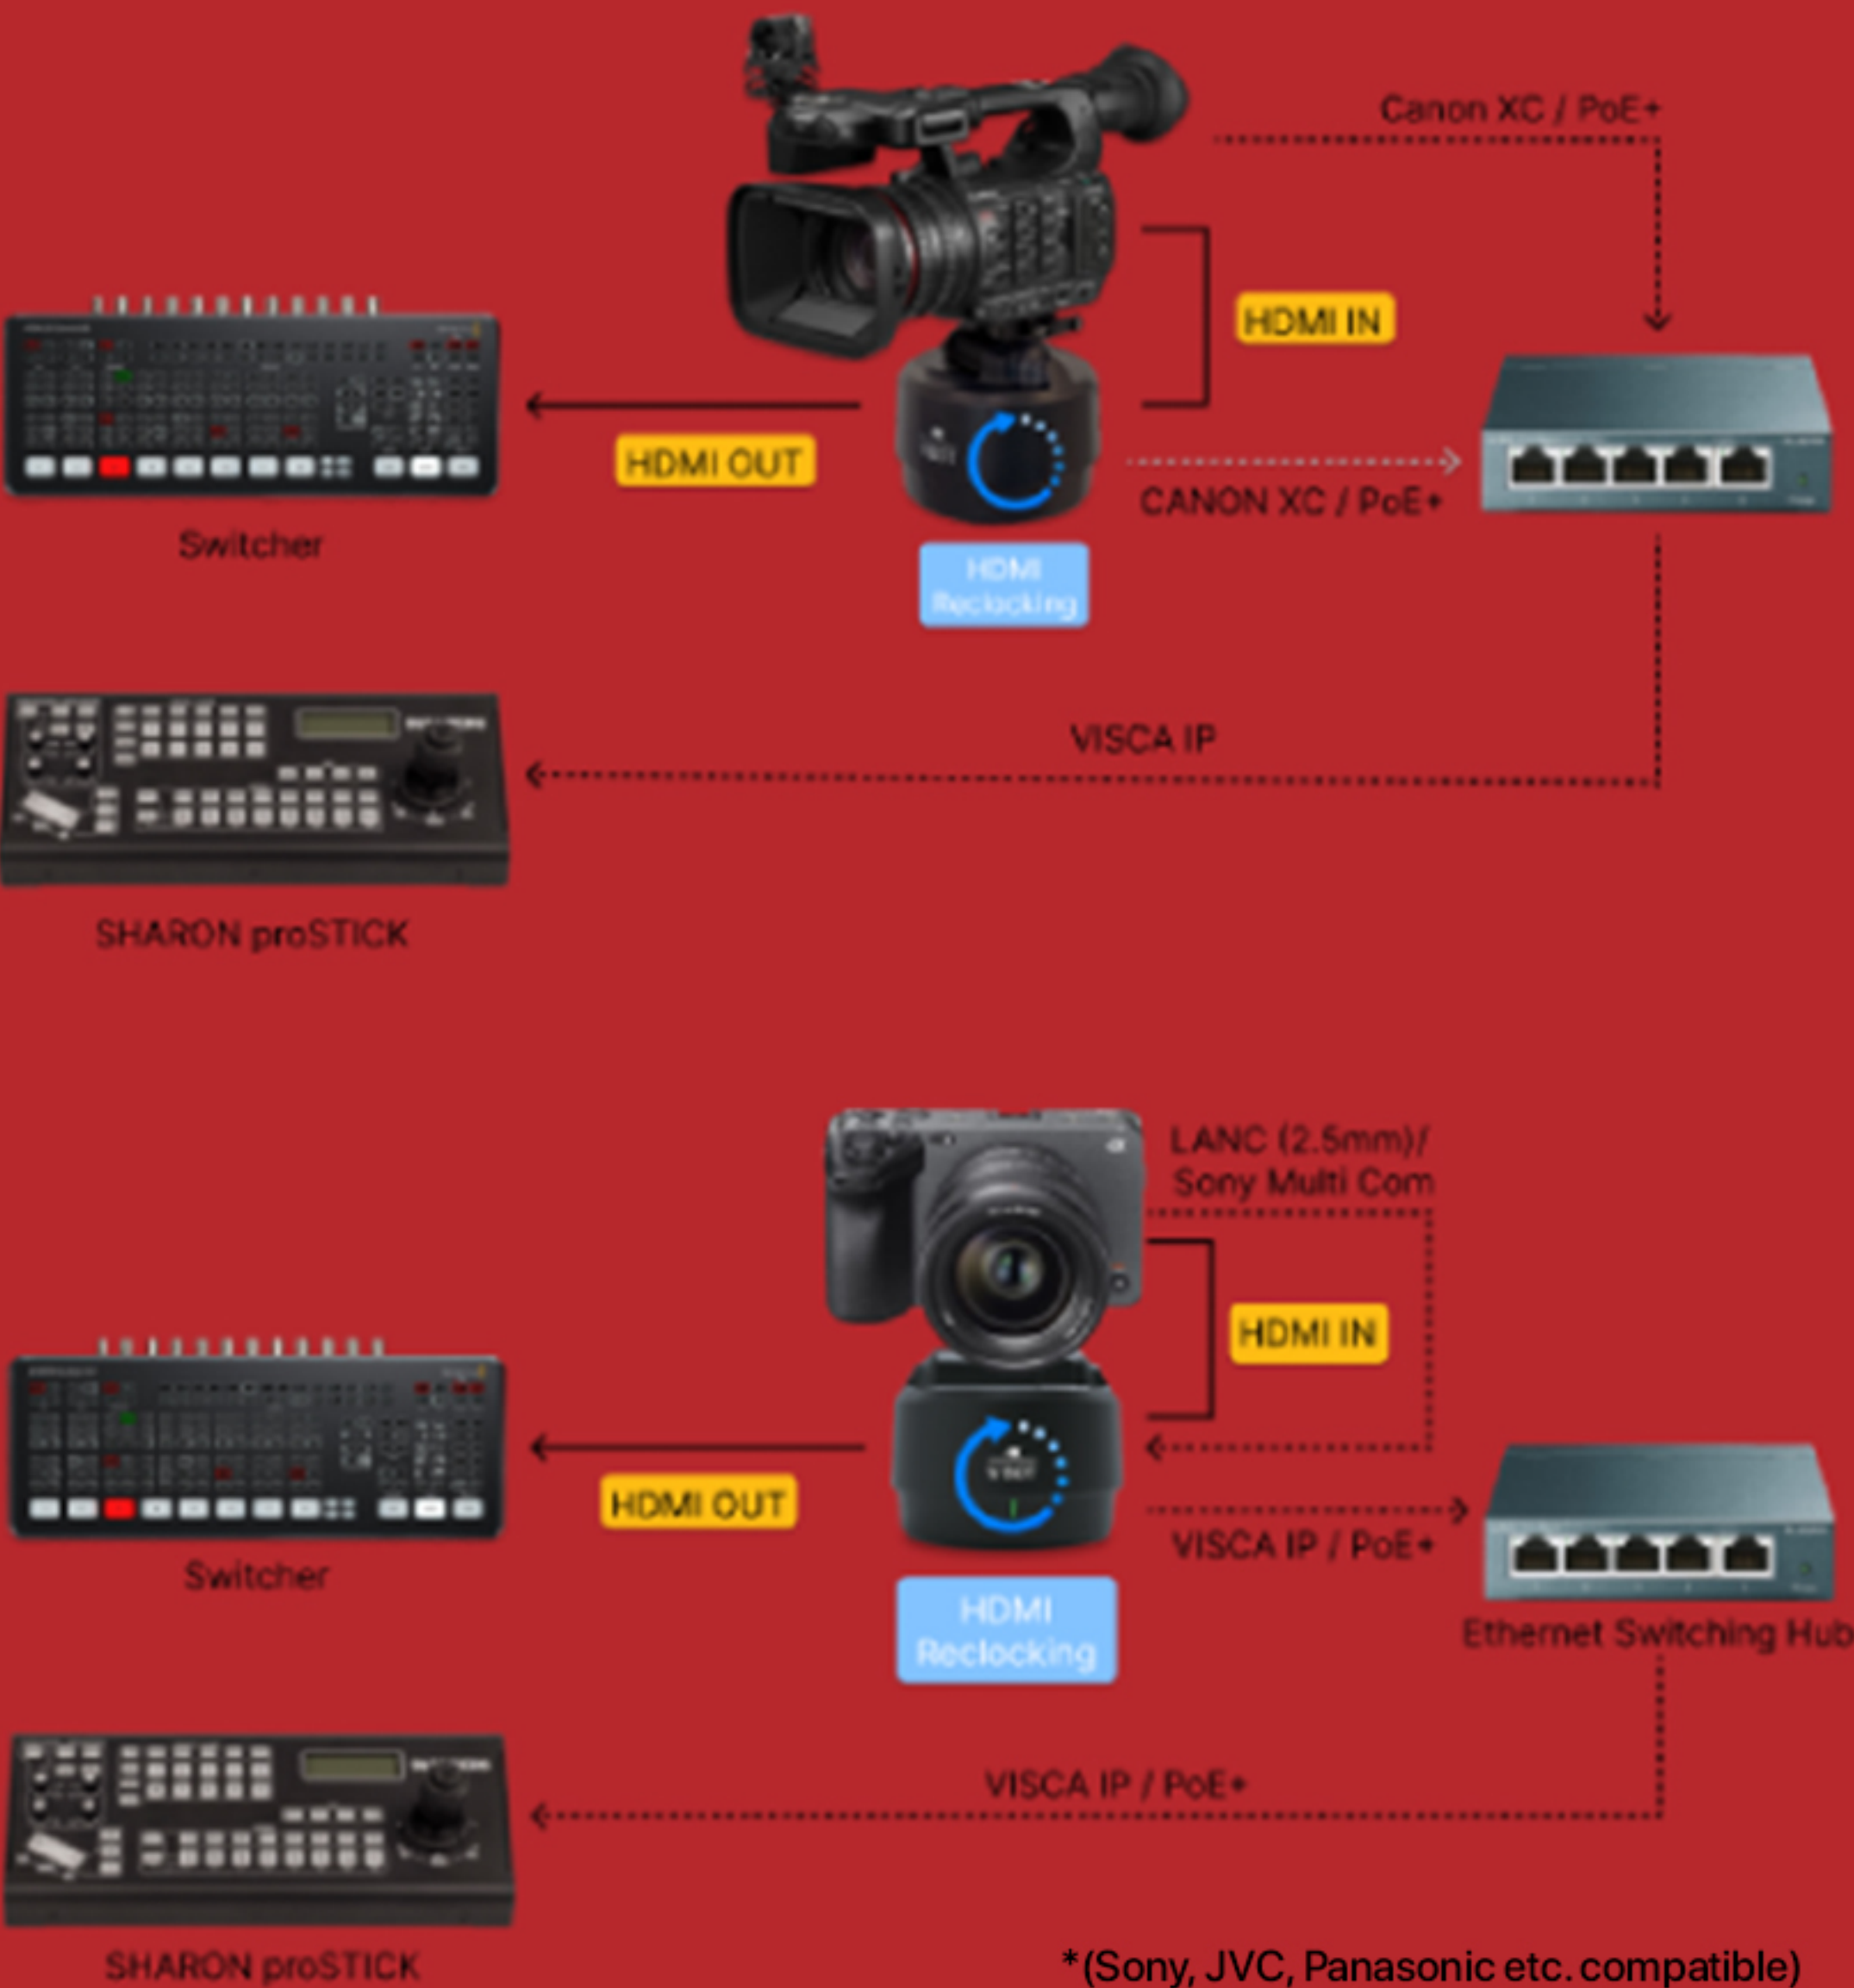 Canon XC / PoE+
HDMI IN
HDMI OUT
CANON XC / PoE+
Switcher
HDMI
Reclocking
VISCA IP
SHARON proSTICK
LANC (2.5mm)/
Sony Multi Com
HDMI IN
HDMI OUT
VISCA IP / PoE+
Switcher
HDMI
Reclocking
Ethernet Switching Hub
VISCA IP / PoE+
SHARON proSTICK
*(Sony, JVC, Panasonic etc. compatible)